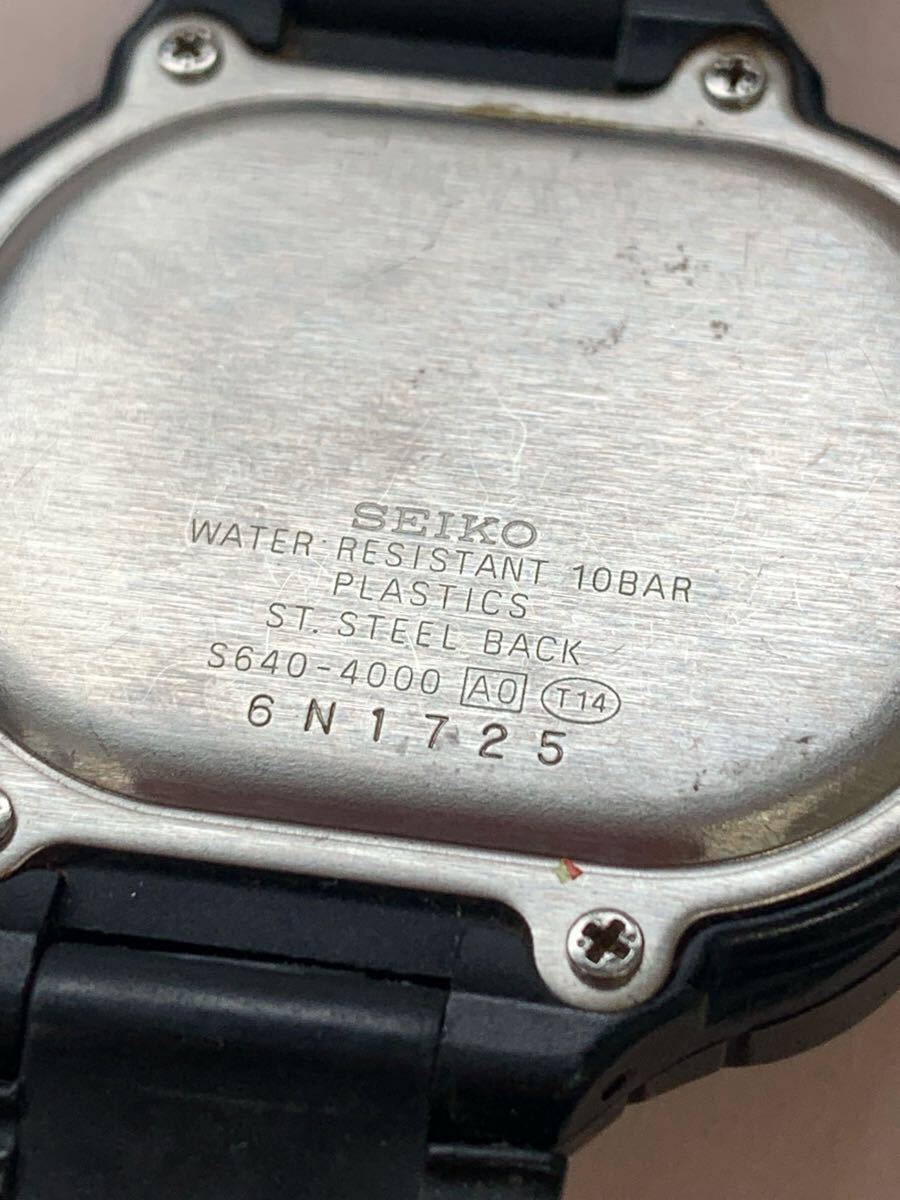 SEIKO
WATER RESISTANT 10BAR
PLASTICS
ST. STEEL BACK
S640-4000 A0 T14
6N1725